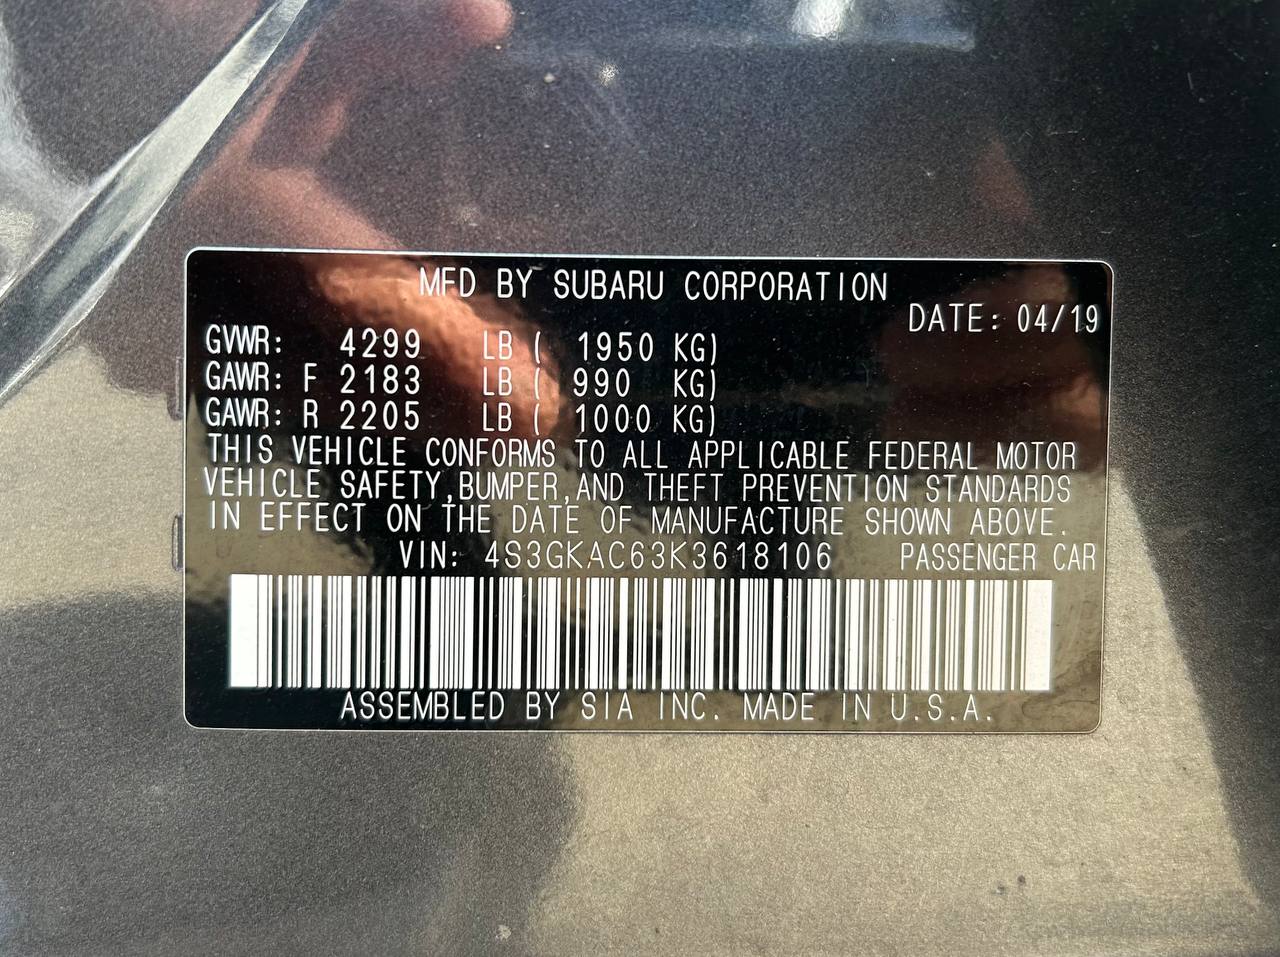 MFD BY SUBARU CORPORATION
DATE: 04/19
GVWR: 4299 LB ( 1950 KG)
GAWR: F 2183 LB ( 990 KG)
GAWR: R 2205 LB ( 1000 KG)
THIS VEHICLE CONFORMS TO ALL APPLICABLE FEDERAL MOTOR
VEHICLE SAFETY,BUMPER,AND THEFT PREVENTION STANDARDS
IN EFFECT ON THE DATE OF MANUFACTURE SHOWN ABOVE.
VIN: 4S3GKAC63K3618106 PASSENGER CAR
ASSEMBLED BY SIA INC. MADE IN U.S.A.